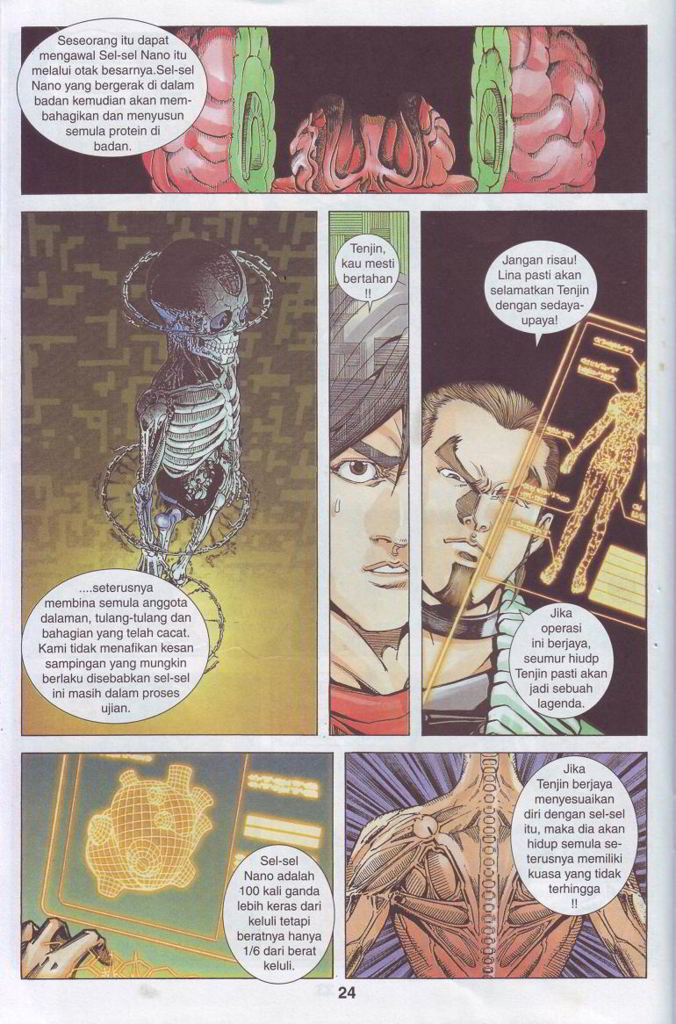 Seseorang itu dapat
mengawal Sel-sel Nano itu
melalui otak besarnya.Sel-sel
Nano yang bergerak di dalam
badan kemudian akan mem-
bahagikan dan menyusun
semula protein di
badan.
....seterusnya
membina semula anggota
dalaman, tulang-tulang dan
bahagian yang telah cacat.
Kami tidak menafikan kesan
sampingan yang mungkin
berlaku disebabkan sel-sel
ini masih dalam proses
ujian.
Tenjin,
kau mesti
bertahan
!!
Jangan risau!
Lina pasti akan
selamatkan Tenjin
dengan sedaya-
upaya!
Jika
operasi
ini berjaya,
seumur hiudp
Tenjin pasti akan
jadi sebuah
lagenda.
Sel-sel
Nano adalah
100 kali ganda
lebih keras dari
keluli tetapi
beratnya hanya
1/6 dari berat
keluli.
Jika
Tenjin berjaya
menyesuaikan
diri dengan sel-sel
itu, maka dia akan
hidup semula se-
terusnya memiliki
kuasa yang tidak
terhingga
!!
24